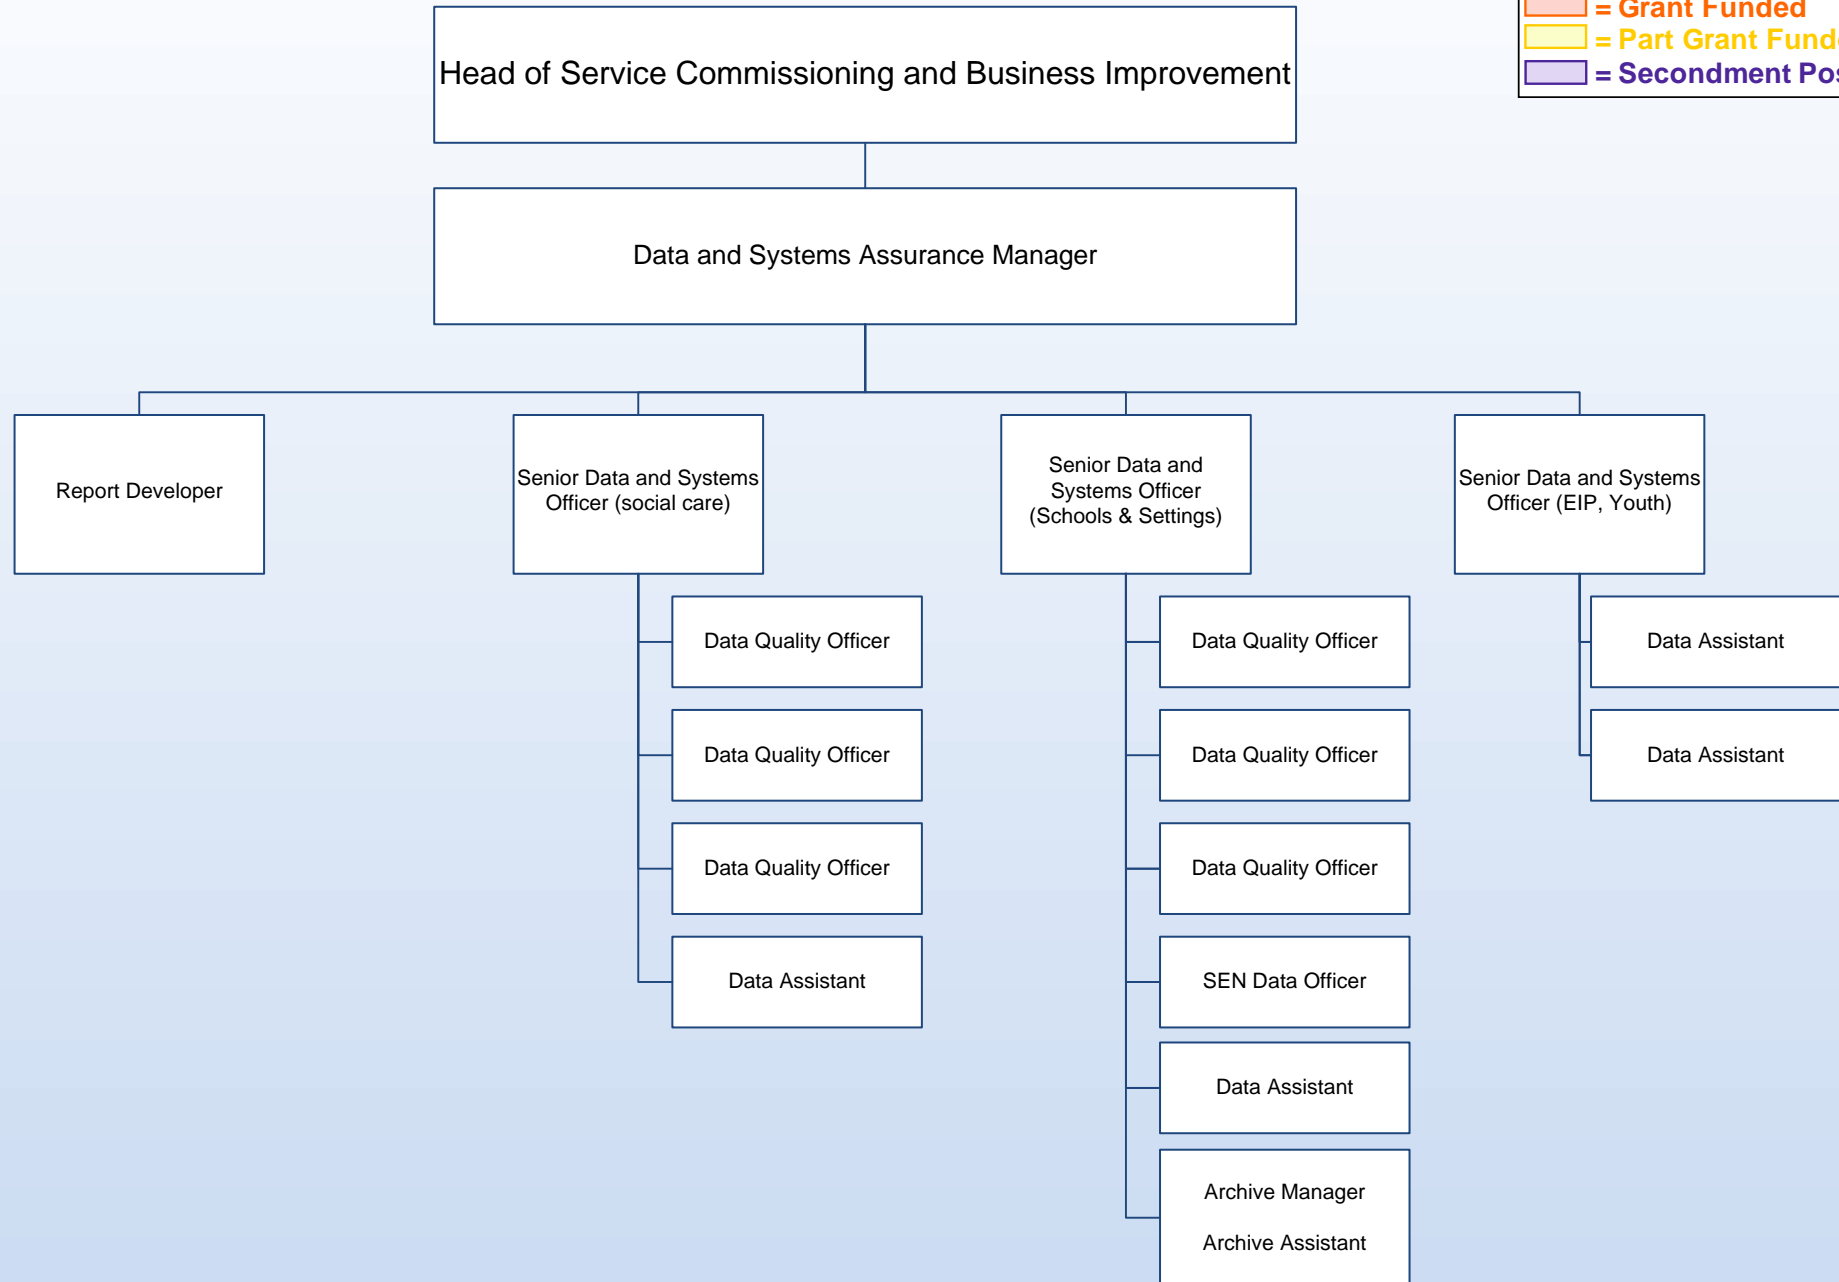 = Grant Funded
= Part Grant
= Secondment
Head of Service Commissioning and Business Improvement
Data and Systems Assurance Manager
Report Developer
Senior Data and Systems
Officer (social care)
Senior Data and
Systems Officer
(Schools & Settings)
Senior Data and Systems
Officer (EIP, Youth)
Data Quality Officer
Data Quality Officer
Data Quality Officer
Data Assistant
Data Quality Officer
Data Quality Officer
Data Quality Officer
SEN Data Officer
Data Assistant
Archive Manager
Archive Assistant
Data Assistant
Data Assistant